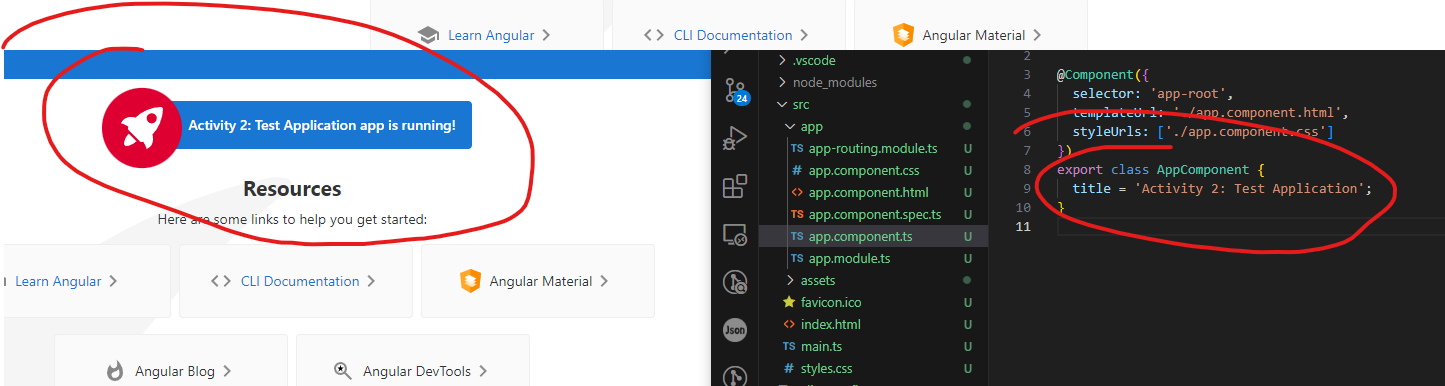 Learn Angular
CLI Documentation
Angular Material
Activity 2: Test Application app is running!
Resources
Here are some links to help you get started:
Learn Angular
CLI Documentation
Angular Material
Angular Blog
Angular DevTools
24
Json
.vscode
node_modules
src
app
TS app-routing.module.ts U
# app.component.css U
<> app.component.html U
TS app.component.spec.ts U
TS app.component.ts U
TS app.module.ts U
assets
favicon.ico U
<> index.html U
TS main.ts U
# styles.css U
2
3 @Component({
4 selector: 'app-root',
5 templateUrl: './app.component.html',
6 styleUrls: ['./app.component.css']
7 })
8 export class AppComponent {
9 title = 'Activity 2: Test Application';
10 }
11